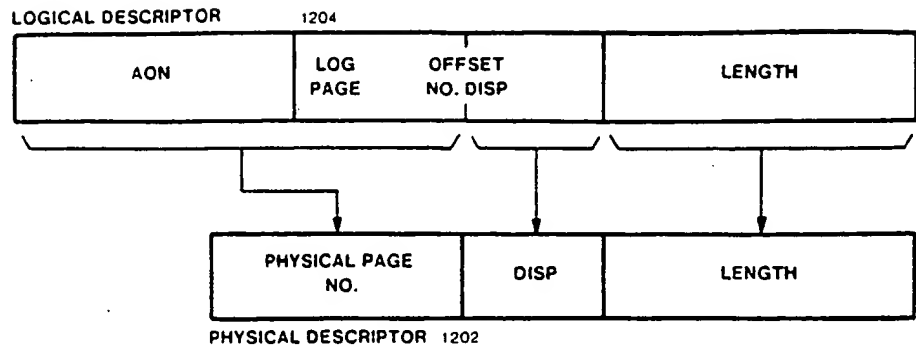 LOGICAL DESCRIPTOR 1204
AON
LOG PAGE
OFFSET NO. DISP
LENGTH
PHYSICAL PAGE NO.
DISP
LENGTH
PHYSICAL DESCRIPTOR 1202